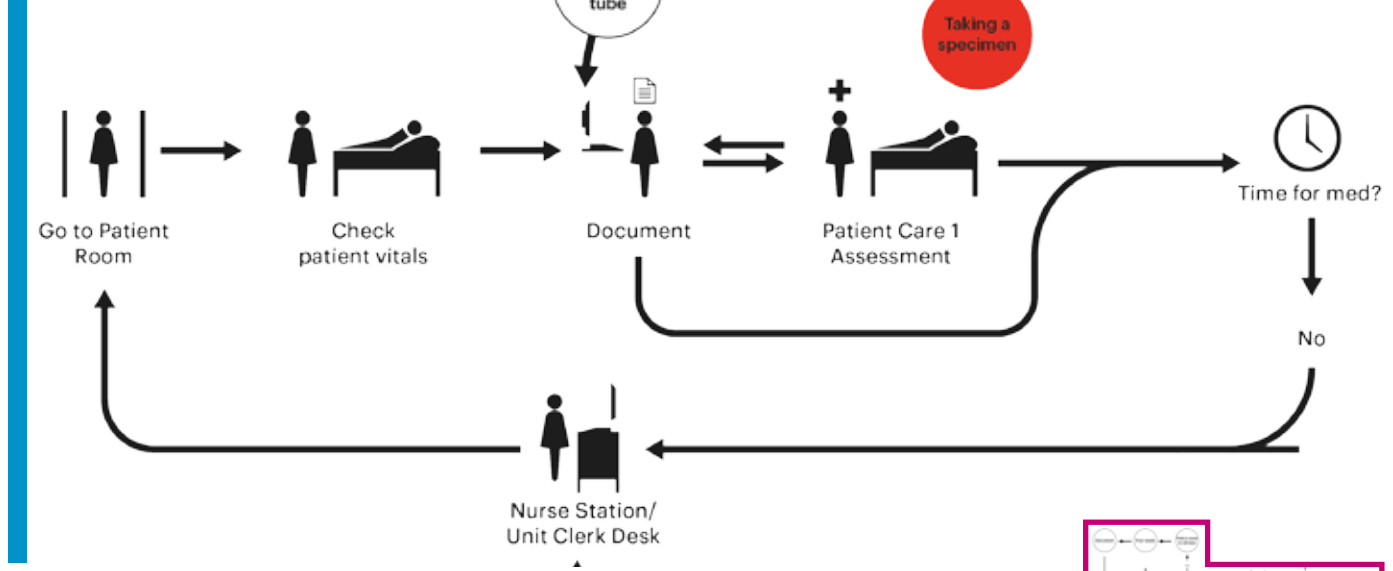 tube
Taking a
specimen
Time for med?
Go to Patient
Room
Check
patient vitals
Document
Patient Care 1
Assessment
No
Nurse Station/
Unit Clerk Desk